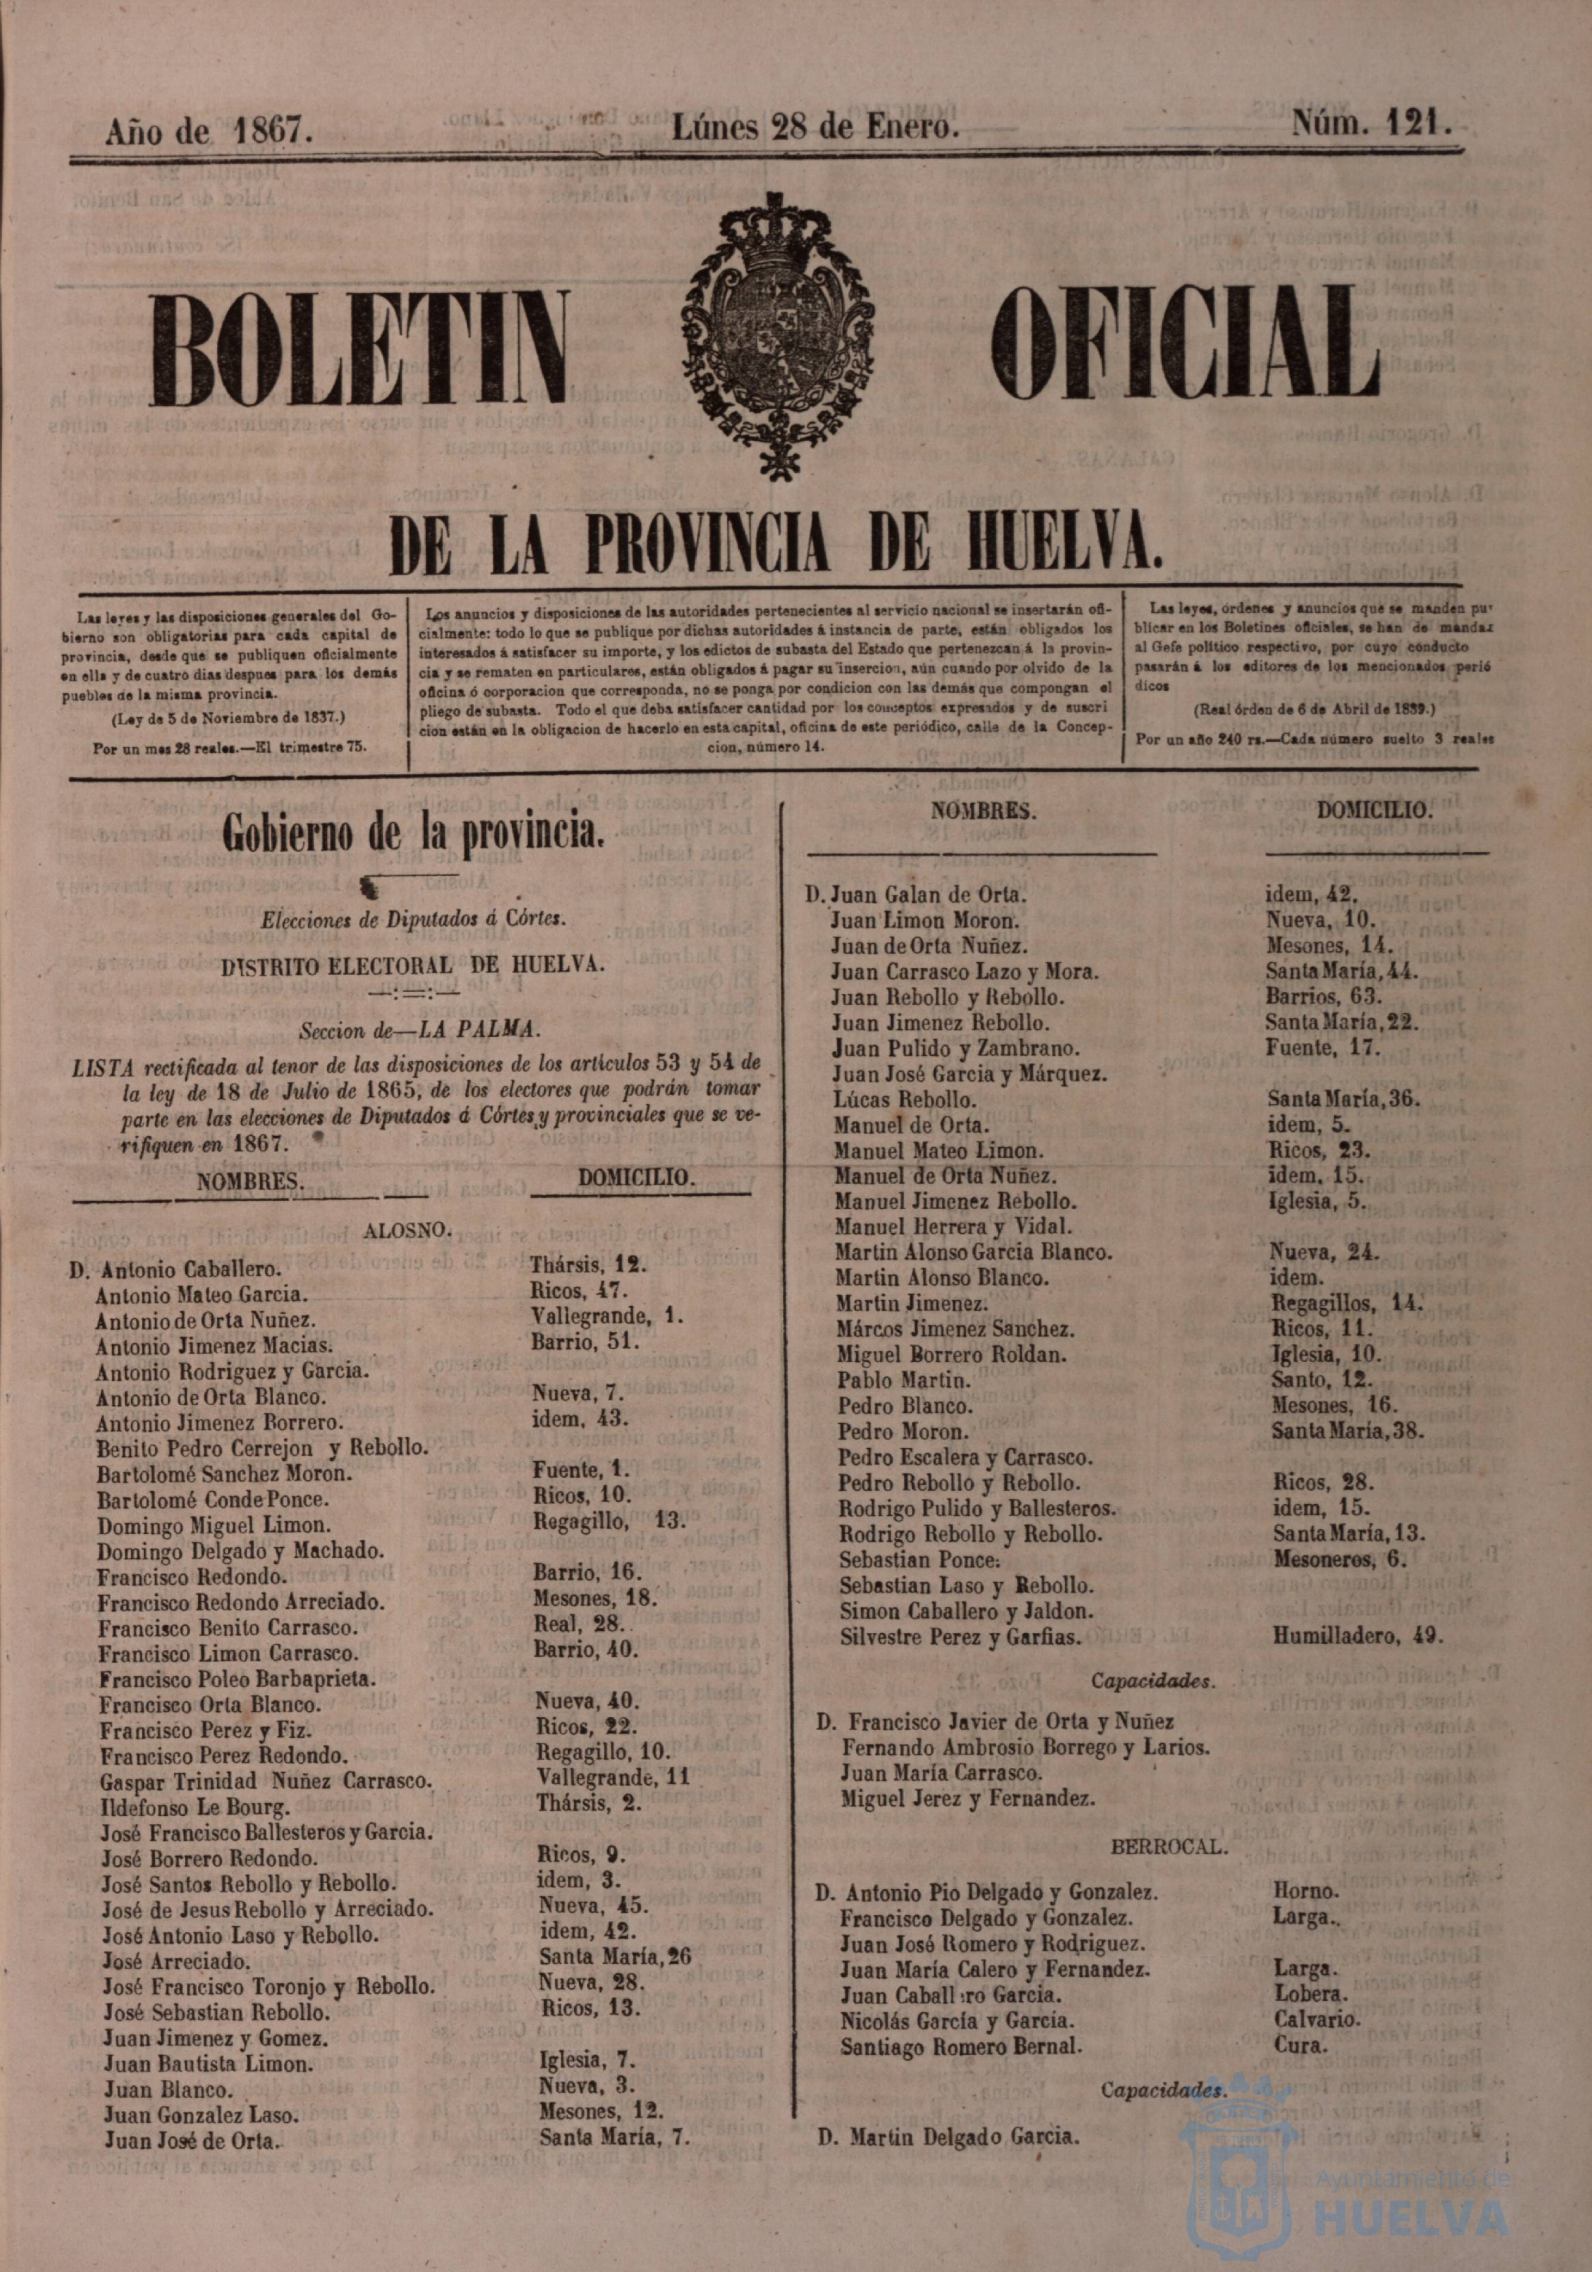 Año de 1867.
Lúnes 28 de Enero.
Núm. 121.
BOLETIN OFICIAL
DE LA PROVINCIA DE HUELVA.
Las leyes y las disposiciones generales del Go-
bierno son obligatorias para cada capital de
provincia, desde que se publiquen oficialmente
en ella y de cuatro dias despues para los demás
pueblos de la misma provincia.
(Ley de 5 de Noviembre de 1837.)
Por un mes 28 reales.—El trimestre 75.
Los anuncios y disposiciones de las autoridades pertenecientes al servicio nacional se insertarán ofi-
cialmente: todo lo que se publique por dichas autoridades á instancia de parte, están obligados los
interesados á satisfacer su importe, y los edictos de subasta del Estado que pertenezcan á la provin-
cia y se rematen en particulares, están obligados á pagar su insercion, aún cuando por olvido de la
oficina ó corporacion que corresponda, no se ponga por condicion con las demás que compongan el
pliego de subasta. Todo el que deba satisfacer cantidad por los conceptos expresados y de suscri
cion están en la obligacion de hacerlo en esta capital, oficina de este periódico, calle de la Concep-
cion, número 14.
Las leyes, órdenes y anuncios que se manden pu-
blicar en los Boletines oficiales, se han de mandar
al Gefe político respectivo, por cuyo conducto
pasarán á los editores de los mencionados perió
dicos
(Real órden de 6 de Abril de 1839.)
Por un año 240 rs.—Cada número suelto 3 reales
Gobierno de la provincia.
Elecciones de Diputados á Córtes.
DISTRITO ELECTORAL DE HUELVA.
Seccion de—LA PALMA.
LISTA rectificada al tenor de las disposiciones de los artículos 53 y 54 de
la ley de 18 de Julio de 1865, de los electores que podrán tomar
parte en las elecciones de Diputados á Córtes y provinciales que se ve-
rifiquen en 1867.
NOMBRES. DOMICILIO.
ALOSNO.
D. Antonio Caballero. Thársis, 12.
Antonio Mateo Garcia. Ricos, 47.
Antonio de Orta Nuñez. Vallegrande, 1.
Antonio Jimenez Macias. Barrio, 51.
Antonio Rodriguez y Garcia.
Antonio de Orta Blanco. Nueva, 7.
Antonio Jimenez Borrero. idem, 43.
Benito Pedro Cerrejon y Rebollo.
Bartolomé Sanchez Moron. Fuente, 1.
Bartolomé Conde Ponce. Ricos, 10.
Domingo Miguel Limon. Regagillo, 13.
Domingo Delgado y Machado.
Francisco Redondo. Barrio, 16.
Francisco Redondo Arreciado. Mesones, 18.
Francisco Benito Carrasco. Real, 28.
Francisco Limon Carrasco. Barrio, 40.
Francisco Poleo Barbaprieta.
Francisco Orta Blanco. Nueva, 40.
Francisco Perez y Fiz. Ricos, 22.
Francisco Perez Redondo. Regagillo, 10.
Gaspar Trinidad Nuñez Carrasco. Vallegrande, 11
Ildefonso Le Bourg. Thársis, 2.
José Francisco Ballesteros y Garcia.
José Borrero Redondo. Ricos, 9.
José Santos Rebollo y Rebollo. idem, 3.
José de Jesus Rebollo y Arreciado. Nueva, 45.
José Antonio Laso y Rebollo. idem, 42.
José Arreciado. Santa María, 26
José Francisco Toronjo y Rebollo. Nueva, 28.
José Sebastian Rebollo. Ricos, 13.
Juan Jimenez y Gomez.
Juan Bautista Limon. Iglesia, 7.
Juan Blanco. Nueva, 3.
Juan Gonzalez Laso. Mesones, 12.
Juan José de Orta. Santa María, 7.
NOMBRES. DOMICILIO.
D. Juan Galan de Orta. idem, 42.
Juan Limon Moron. Nueva, 10.
Juan de Orta Nuñez. Mesones, 14.
Juan Carrasco Lazo y Mora. Santa María, 44.
Juan Rebollo y Rebollo. Barrios, 63.
Juan Jimenez Rebollo. Santa María, 22.
Juan Pulido y Zambrano. Fuente, 17.
Juan José Garcia y Márquez.
Lúcas Rebollo. Santa María, 36.
Manuel de Orta. idem, 5.
Manuel Mateo Limon. Ricos, 23.
Manuel de Orta Nuñez. idem, 15.
Manuel Jimenez Rebollo. Iglesia, 5.
Manuel Herrera y Vidal.
Martin Alonso Garcia Blanco. Nueva, 24.
Martin Alonso Blanco. idem.
Martin Jimenez. Regagillos, 14.
Márcos Jimenez Sanchez. Ricos, 11.
Miguel Borrero Roldan. Iglesia, 10.
Pablo Martin. Santo, 12.
Pedro Blanco. Mesones, 16.
Pedro Moron. Santa María, 38.
Pedro Escalera y Carrasco.
Pedro Rebollo y Rebollo. Ricos, 28.
Rodrigo Pulido y Ballesteros. idem, 15.
Rodrigo Rebollo y Rebollo. Santa María, 13.
Sebastian Ponce. Mesoneros, 6.
Sebastian Laso y Rebollo.
Simon Caballero y Jaldon.
Silvestre Perez y Garfias. Humilladero, 49.
Capacidades.
D. Francisco Javier de Orta y Nuñez
Fernando Ambrosio Borrego y Larios.
Juan María Carrasco.
Miguel Jerez y Fernandez.
BERROCAL.
D. Antonio Pio Delgado y Gonzalez. Horno.
Francisco Delgado y Gonzalez. Larga.
Juan José Romero y Rodriguez.
Juan María Calero y Fernandez. Larga.
Juan Caballero Garcia. Lobera.
Nicolás García y García. Calvario.
Santiago Romero Bernal. Cura.
Capacidades.
D. Martin Delgado Garcia.
Ayuntamiento de
HUELVA